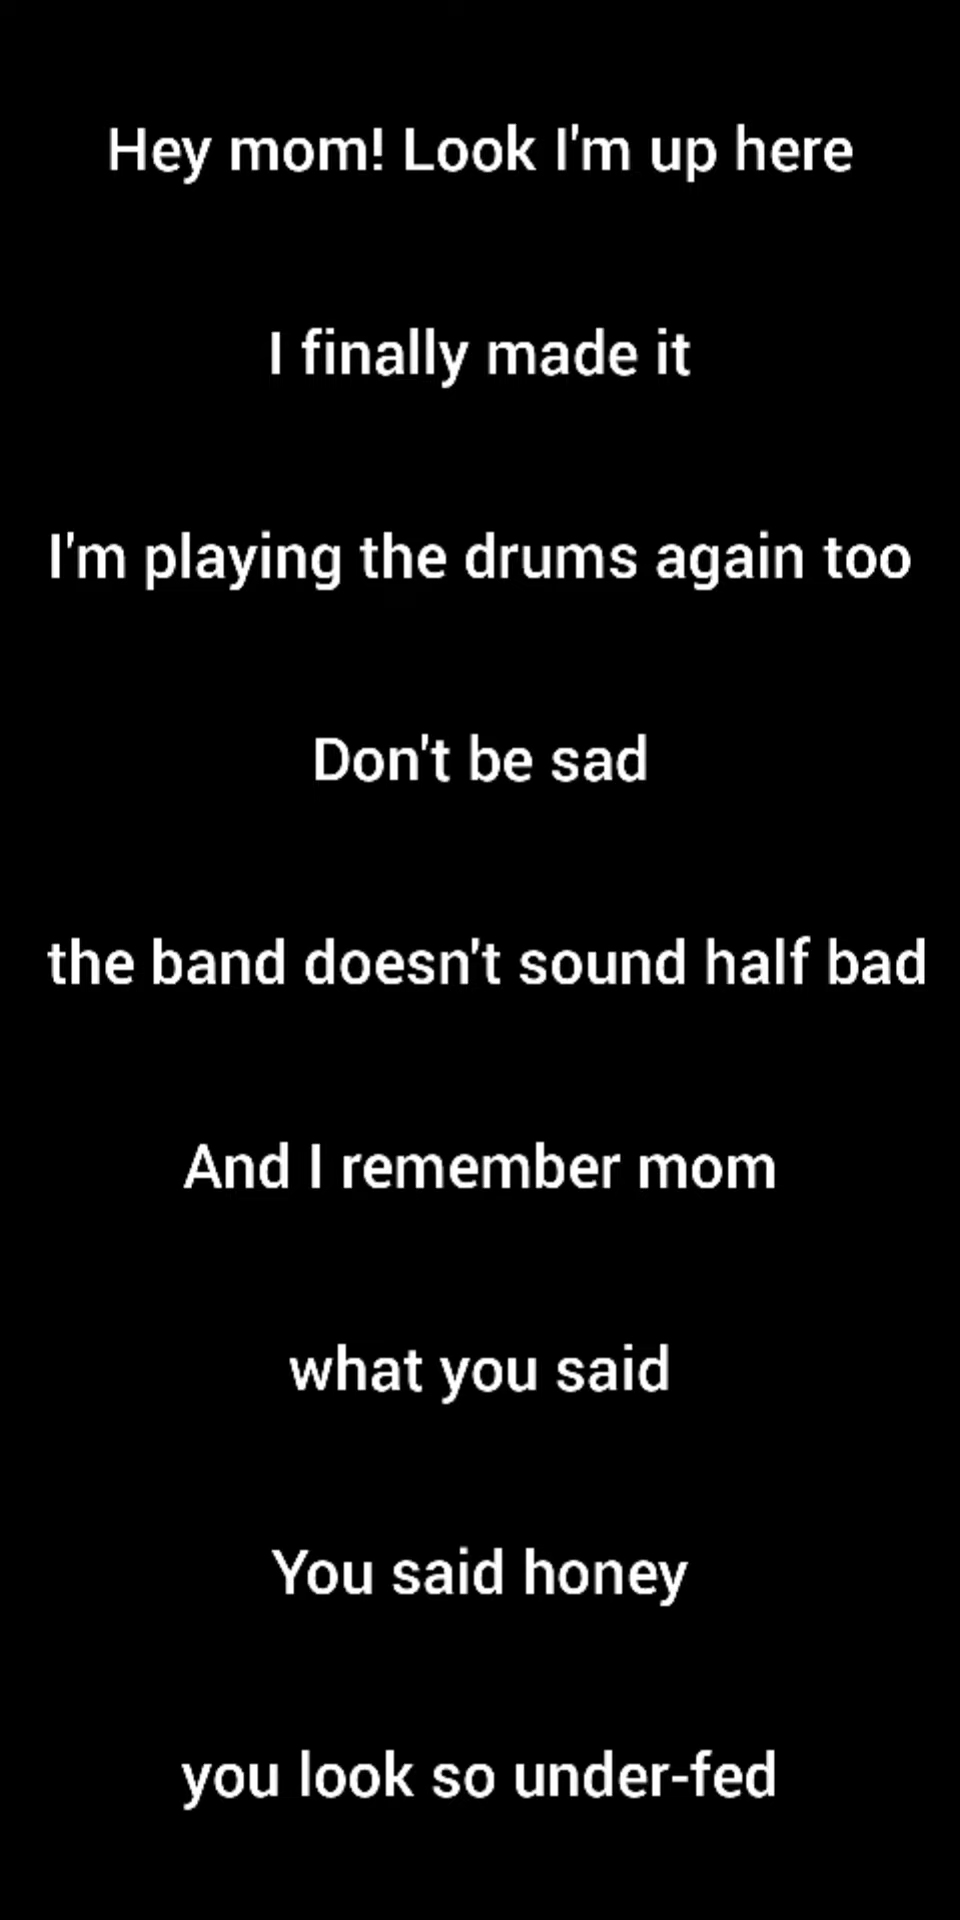 Hey mom! Look I'm up here
I finally made it
I'm playing the drums again too
Don't be sad
the band doesn't sound half bad
And I remember mom
what you said
You said honey
you look so under-fed